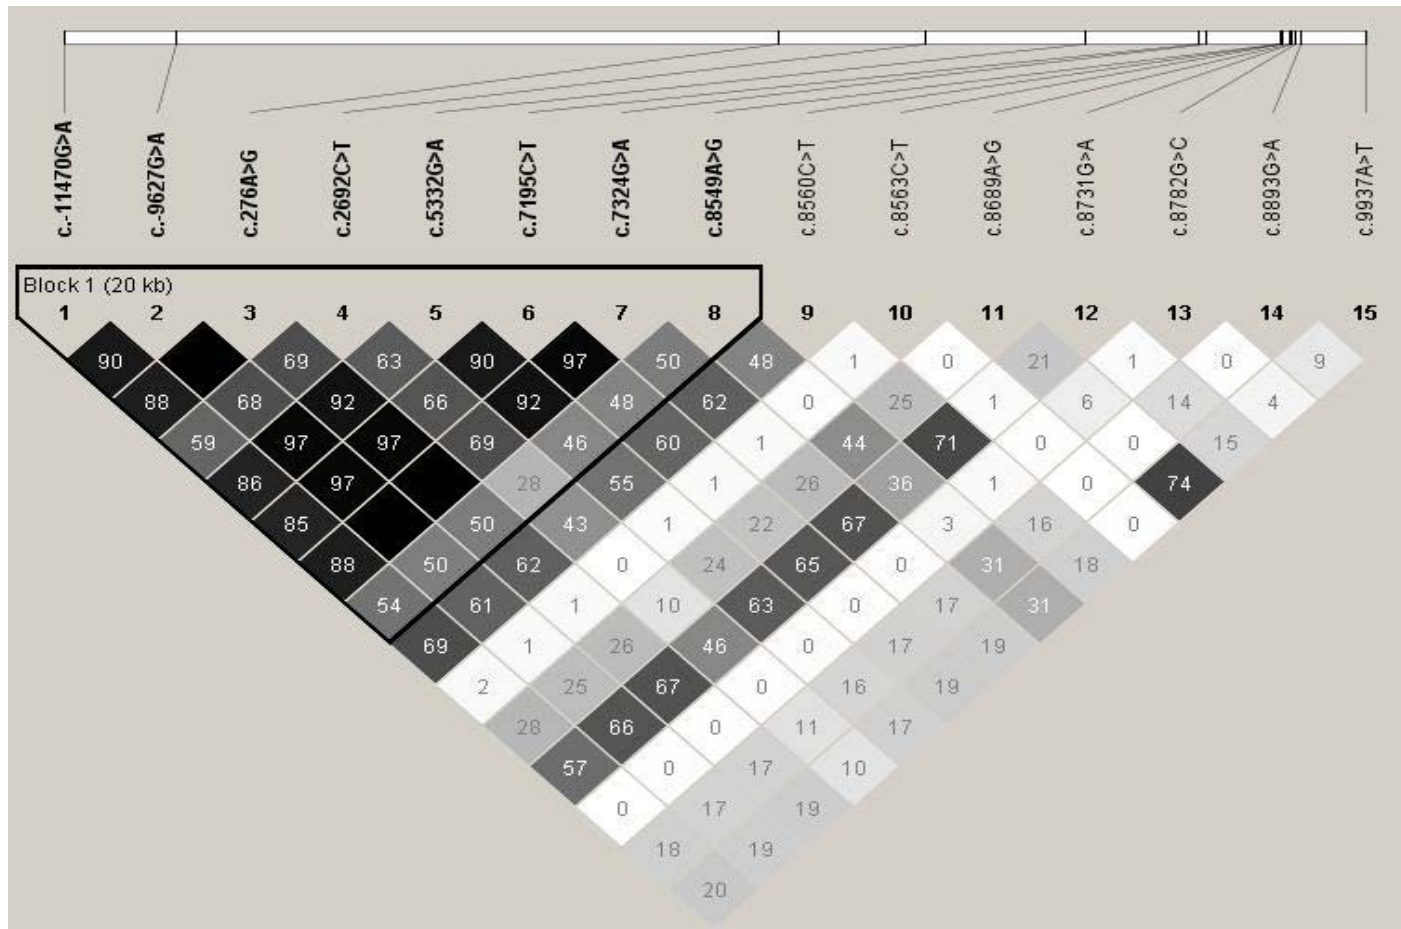 c.-11470G>A
c.-9627G>A
c.276A>G
c.2692C>T
c.5332G>A
c.7195C>T
c.7324G>A
c.8549A>G
c.8560C>T
c.8563C>T
c.8689A>G
c.8731G>A
c.8782G>C
c.8893G>A
c.9937A>T
Block 1 (20 kb)
1 2 3 4 5 6 7 8 9 10 11 12 13 14 15
90 69 63 90 97 50 48 1 0 21 1 0 9
88 68 92 66 92 48 62 0 25 1 6 14 4
59 97 97 69 46 60 1 44 71 0 0 15
86 97 28 55 1 26 36 1 0 74
85 50 43 1 22 67 3 16 0
88 50 62 0 24 65 0 31 18
54 61 1 10 63 0 17 31
69 1 26 46 0 17 19
2 25 67 0 16 19
28 66 0 11 17
57 0 17 10
0 17 19
18 19
20